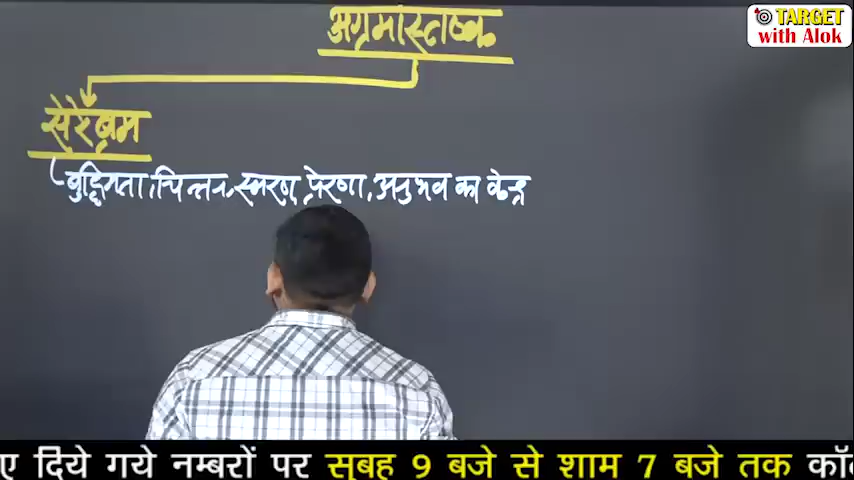 अग्रमस्तिष्क
TARGET
with Alok
सेरेब्रम
बुद्धिमता, चिन्तन, स्मरण, प्रेरणा, अनुभव का केन्द्र
ए दिये गये नम्बरों पर सुबह 9 बजे से शाम 7 बजे तक कॉ